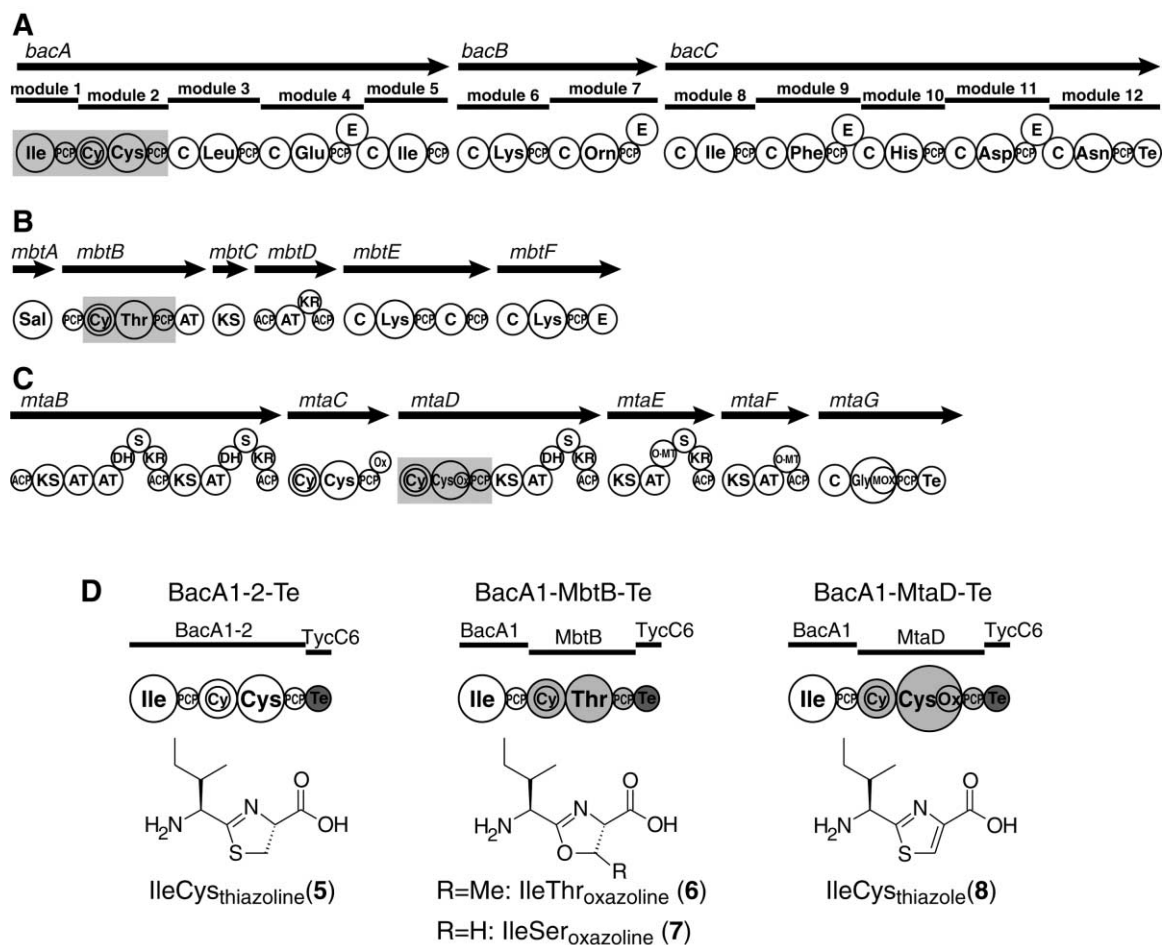 A
bacA bacB bacC
module 1 module 2 module 3 module 4 module 5 module 6 module 7 module 8 module 9 module 10 module 11 module 12
E E E E
Ile PCP Cy Cys PCP C Leu PCP C Glu PCP C Ile PCP C Lys PCP C Orn PCP C Ile PCP C Phe PCP C His PCP C Asp PCP C Asn PCP Te
B
mbtA mbtB mbtC mbtD mbtE mbtF
KR
Sal PCP Cy Thr PCP AT KS ACP AT ACP C Lys PCP C PCP C Lys PCP E
C
mtaB mtaC mtaD mtaE mtaF mtaG
S S S S
DH KR DH KR Ox DH KR O-MT KR O-MT
ACP KS AT AT ACP KS AT ACP Cy Cys PCP Cy Cys Ox PCP KS AT ACP KS AT ACP KS AT ACP C Gly MOX PCP Te
D BacA1-2-Te BacA1-MbtB-Te BacA1-MtaD-Te
BacA1-2 TycC6 BacA1 MbtB TycC6 BacA1 MtaD TycC6
Ile PCP Cy Cys PCP Te Ile PCP Cy Thr PCP Te Ile PCP Cy Cys Ox PCP Te
O O O
N N N
H2N OH H2N OH H2N OH
S O S
R
IleCysthiazoline(5) R=Me: IleThroxazoline (6) IleCysthiazole(8)
R=H: IleSeroxazoline (7)